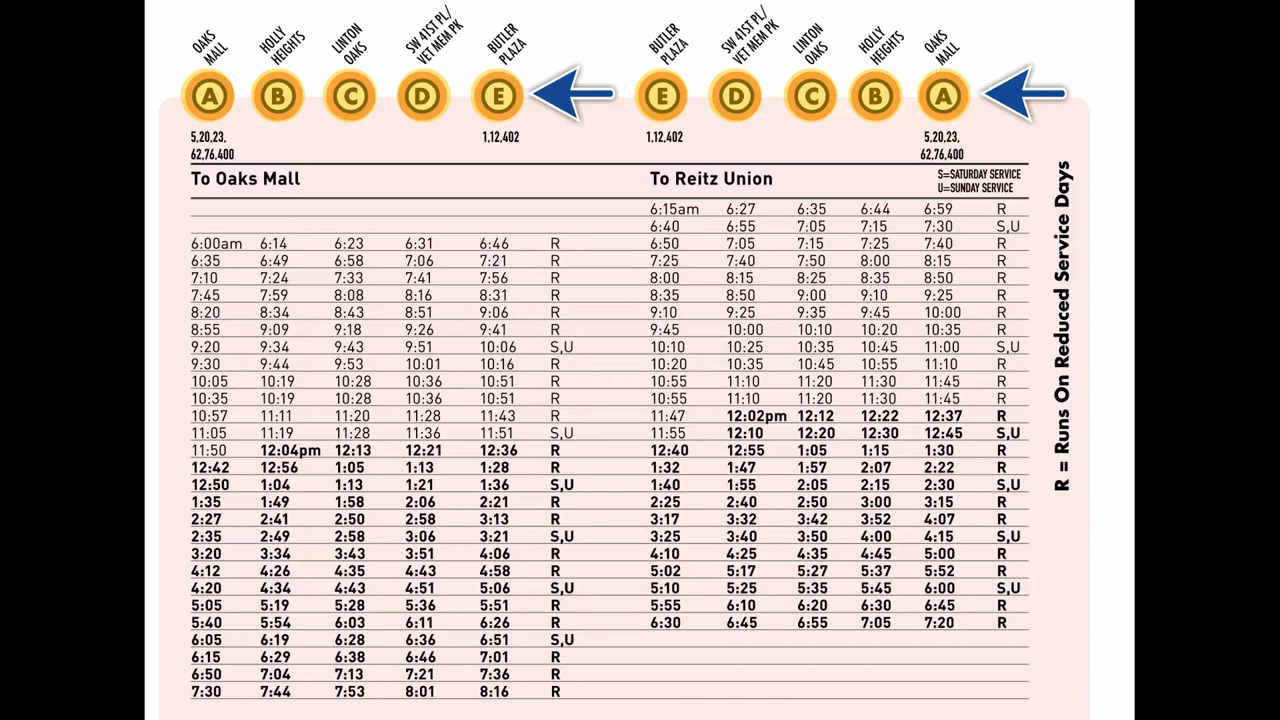 OAKS MALL HOLLY HEIGHTS LINTON OAKS SW 41ST PL/ VET MEM PK BUTLER PLAZA BUTLER PLAZA SW 41ST PL/ VET MEM PK LINTON OAKS HOLLY HEIGHTS OAKS MALL
A B C D E E D C B A
5,20,23, 1,12,402 1,12,402 5,20,23,
62,76,400 62,76,400
To Oaks Mall To Reitz Union S=SATURDAY SERVICE
U=SUNDAY SERVICE
6:15am 6:27 6:35 6:44 6:59 R
6:40 6:55 7:05 7:15 7:30 S,U
6:00am 6:14 6:23 6:31 6:46 R 6:50 7:05 7:15 7:25 7:40 R
6:35 6:49 6:58 7:06 7:21 R 7:25 7:40 7:50 8:00 8:15 R
7:10 7:24 7:33 7:41 7:56 R 8:00 8:15 8:25 8:35 8:50 R
7:45 7:59 8:08 8:16 8:31 R 8:35 8:50 9:00 9:10 9:25 R
8:20 8:34 8:43 8:51 9:06 R 9:10 9:25 9:35 9:45 10:00 R
8:55 9:09 9:18 9:26 9:41 R 9:45 10:00 10:10 10:20 10:35 R
9:20 9:34 9:43 9:51 10:06 S,U 10:10 10:25 10:35 10:45 11:00 S,U
9:30 9:44 9:53 10:01 10:16 R 10:20 10:35 10:45 10:55 11:10 R
10:05 10:19 10:28 10:36 10:51 R 10:55 11:10 11:20 11:30 11:45 R
10:35 10:19 10:28 10:36 10:51 R 10:55 11:10 11:20 11:30 11:45 R
10:57 11:11 11:20 11:28 11:43 R 11:47 12:02pm 12:12 12:22 12:37 R
11:05 11:19 11:28 11:36 11:51 S,U 11:55 12:10 12:20 12:30 12:45 S,U
11:50 12:04pm 12:13 12:21 12:36 R 12:40 12:55 1:05 1:15 1:30 R
12:42 12:56 1:05 1:13 1:28 R 1:32 1:47 1:57 2:07 2:22 R
12:50 1:04 1:13 1:21 1:36 S,U 1:40 1:55 2:05 2:15 2:30 S,U
1:35 1:49 1:58 2:06 2:21 R 2:25 2:40 2:50 3:00 3:15 R
2:27 2:41 2:50 2:58 3:13 R 3:17 3:32 3:42 3:52 4:07 R
2:35 2:49 2:58 3:06 3:21 S,U 3:25 3:40 3:50 4:00 4:15 S,U
3:20 3:34 3:43 3:51 4:06 R 4:10 4:25 4:35 4:45 5:00 R
4:12 4:26 4:35 4:43 4:58 R 5:02 5:17 5:27 5:37 5:52 R
4:20 4:34 4:43 4:51 5:06 S,U 5:10 5:25 5:35 5:45 6:00 S,U
5:05 5:19 5:28 5:36 5:51 R 5:55 6:10 6:20 6:30 6:45 R
5:40 5:54 6:03 6:11 6:26 R 6:30 6:45 6:55 7:05 7:20 R
6:05 6:19 6:28 6:36 6:51 S,U
6:15 6:29 6:38 6:46 7:01 R
6:50 7:04 7:13 7:21 7:36 R
7:30 7:44 7:53 8:01 8:16 R
R = Runs On Reduced Service Days